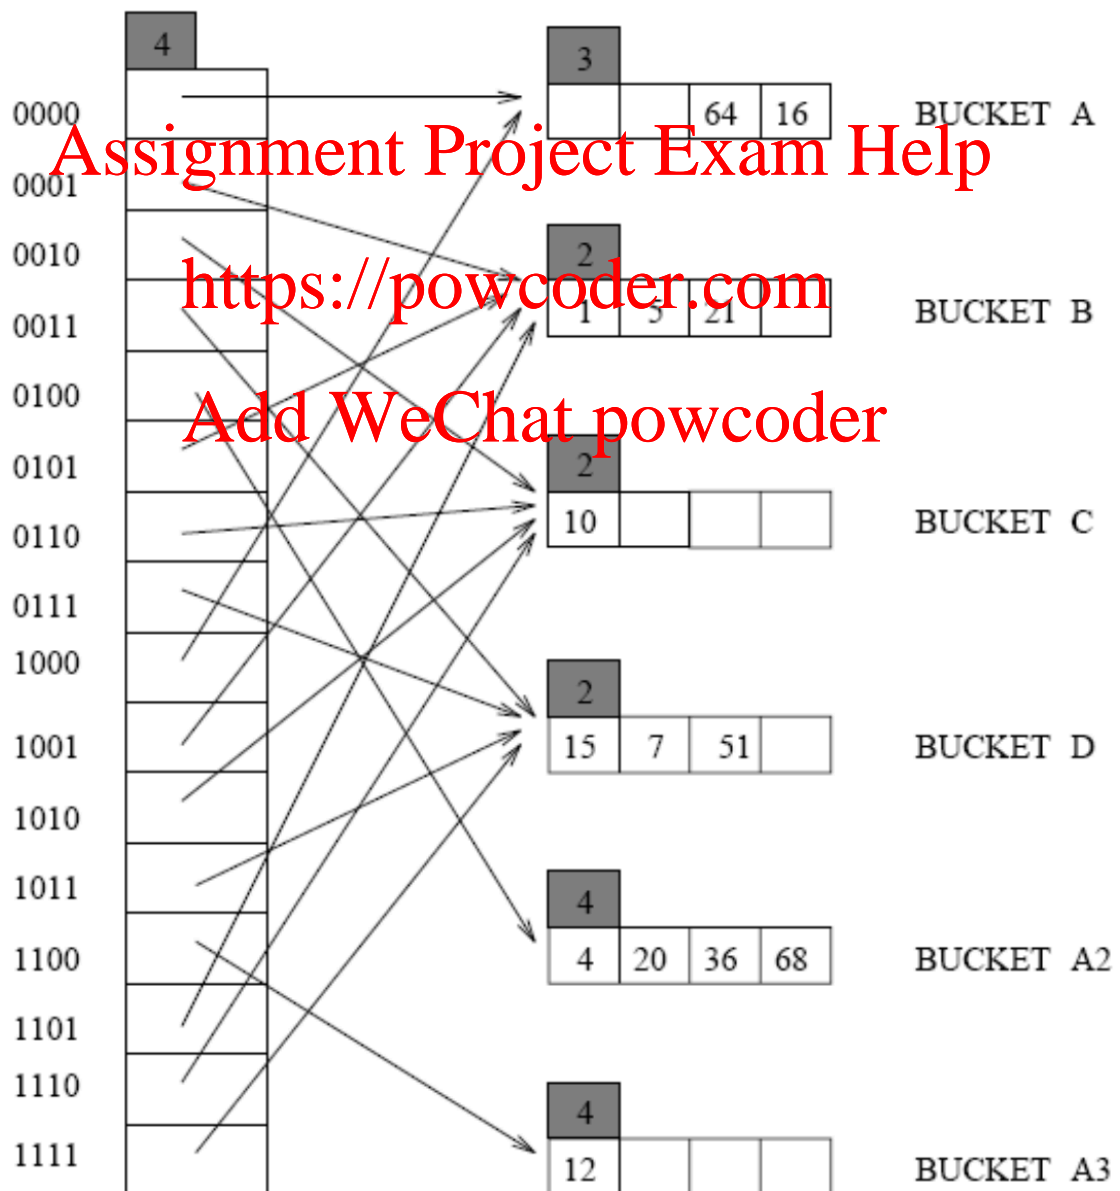 4
3
0000
64 16 BUCKET A
Assignment Project Exam Help
0001
2
0010
https://powcoder.com
1 5 21 BUCKET B
0011
0100
Add WeChat powcoder
0101
2
10 BUCKET C
0110
0111
1000
2
1001
15 7 51 BUCKET D
1010
1011
4
1100
4 20 36 68 BUCKET A2
1101
1110
4
1111
12 BUCKET A3